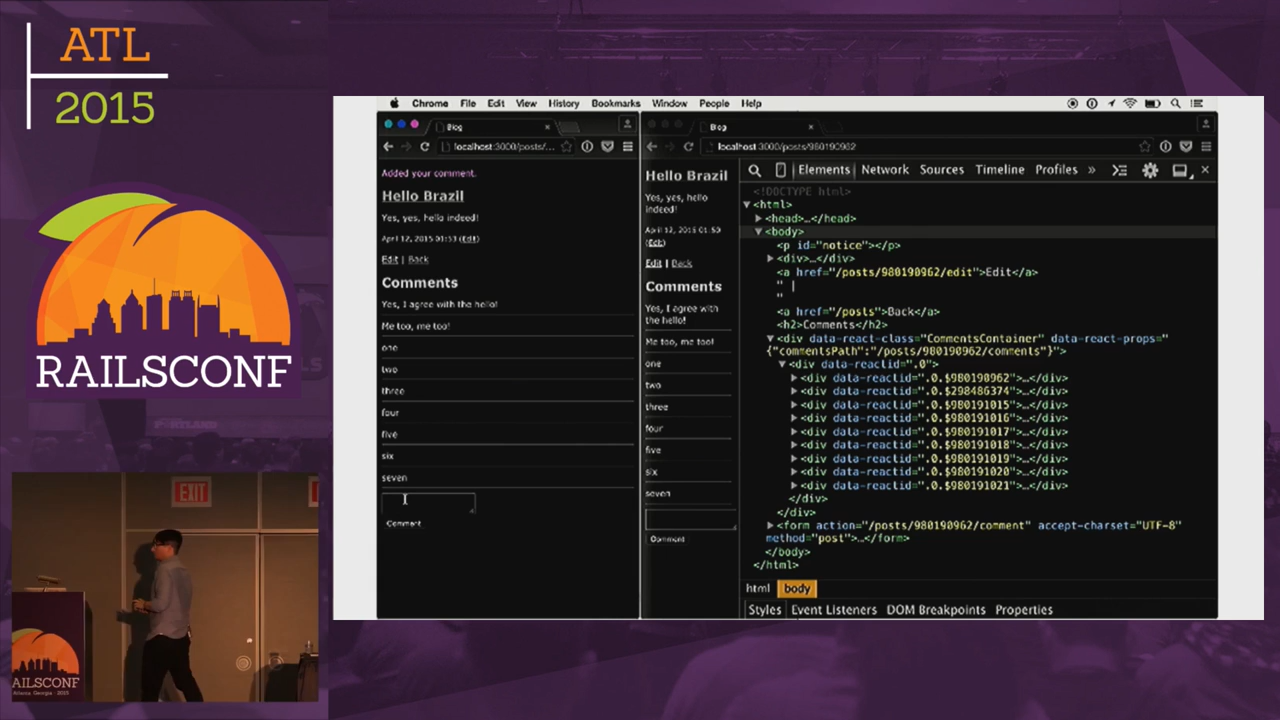 ATL
2015
RAILSCONF
EXIT
AILSCONF
Atlanta, Georgia · 2015
Chrome File Edit View History Bookmarks Window People Help
Blog
localhost:3000/posts/...
Added your comment.
Hello Brazil
Yes, yes, hello indeed!
April 12, 2015 01:53 (Edit)
Edit | Back
Comments
Yes, I agree with the hello!
Me too, me too!
one
two
three
four
five
six
seven
Comment
Blog
localhost:3000/posts/980190962
Hello Brazil
Yes, yes, hello
indeed!
April 12, 2015 01:53
(Edit)
Edit | Back
Comments
Yes, I agree with
the hello!
Me too, me too!
one
two
three
four
five
six
seven
Comment
Elements Network Sources Timeline Profiles »
<!DOCTYPE html>
<html>
<head>…</head>
<body>
<p id="notice"></p>
<div>…</div>
<a href="/posts/980190962/edit">Edit</a>
" |
"
<a href="/posts">Back</a>
<h2>Comments</h2>
<div data-react-class="CommentsContainer" data-react-props="
{"commentsPath":"/posts/980190962/comments"}">
<div data-reactid=".0">
<div data-reactid=".0.$980190962">…</div>
<div data-reactid=".0.$298486374">…</div>
<div data-reactid=".0.$980191015">…</div>
<div data-reactid=".0.$980191016">…</div>
<div data-reactid=".0.$980191017">…</div>
<div data-reactid=".0.$980191018">…</div>
<div data-reactid=".0.$980191019">…</div>
<div data-reactid=".0.$980191020">…</div>
<div data-reactid=".0.$980191021">…</div>
</div>
</div>
<form action="/posts/980190962/comment" accept-charset="UTF-8"
method="post">…</form>
</body>
</html>
html body
Styles Event Listeners DOM Breakpoints Properties